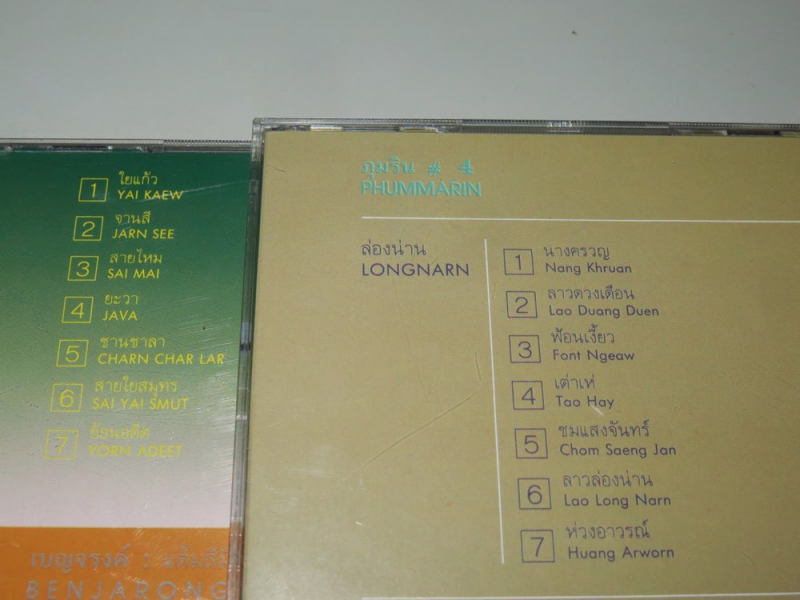 1 ใยแก้ว
YAI KAEW
2 จานสี
JARN SEE
3 สายไหม
SAI MAI
4 ยะวา
JAVA
5 ชานชาลา
CHARN CHAR LAR
6 สายใยสมุทร
SAI YAI SMUT
7 ย้อนอดีต
YORN ADEET
เบญจรงค์ :
BENJARONG
ภุมริน # 4
PHUMMARIN
ล่องน่าน
LONGNARN
1 นางครวญ
Nang Khruan
2 ลาวดวงเดือน
Lao Duang Duen
3 ฟ้อนเงี้ยว
Font Ngeaw
4 เต่าเห่
Tao Hay
5 ชมแสงจันทร์
Chom Saeng Jan
6 ลาวล่องน่าน
Lao Long Narn
7 ห่วงอาวรณ์
Huang Arworn